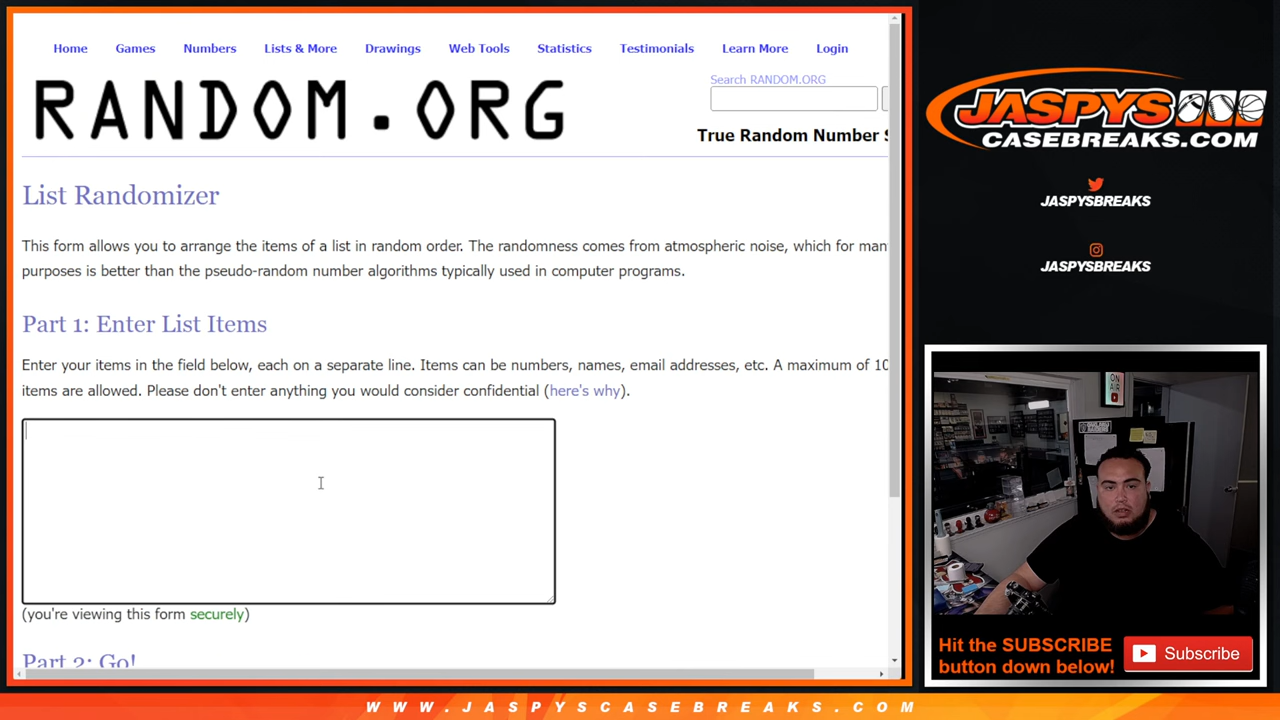 Home Games Numbers Lists & More Drawings Web Tools Statistics Testimonials Learn More Login
RANDOM.ORG
Search RANDOM.ORG
True Random Number S
List Randomizer
This form allows you to arrange the items of a list in random order. The randomness comes from atmospheric noise, which for man
purposes is better than the pseudo-random number algorithms typically used in computer programs.
Part 1: Enter List Items
Enter your items in the field below, each on a separate line. Items can be numbers, names, email addresses, etc. A maximum of 10
items are allowed. Please don't enter anything you would consider confidential (here's why).
(you're viewing this form securely)
Part 2: Go!
JASPYS
CASEBREAKS.COM
JASPYSBREAKS
JASPYSBREAKS
ON
AIR
Hit the SUBSCRIBE
button down below!
Subscribe
WWW.JASPYSCASEBREAKS.COM